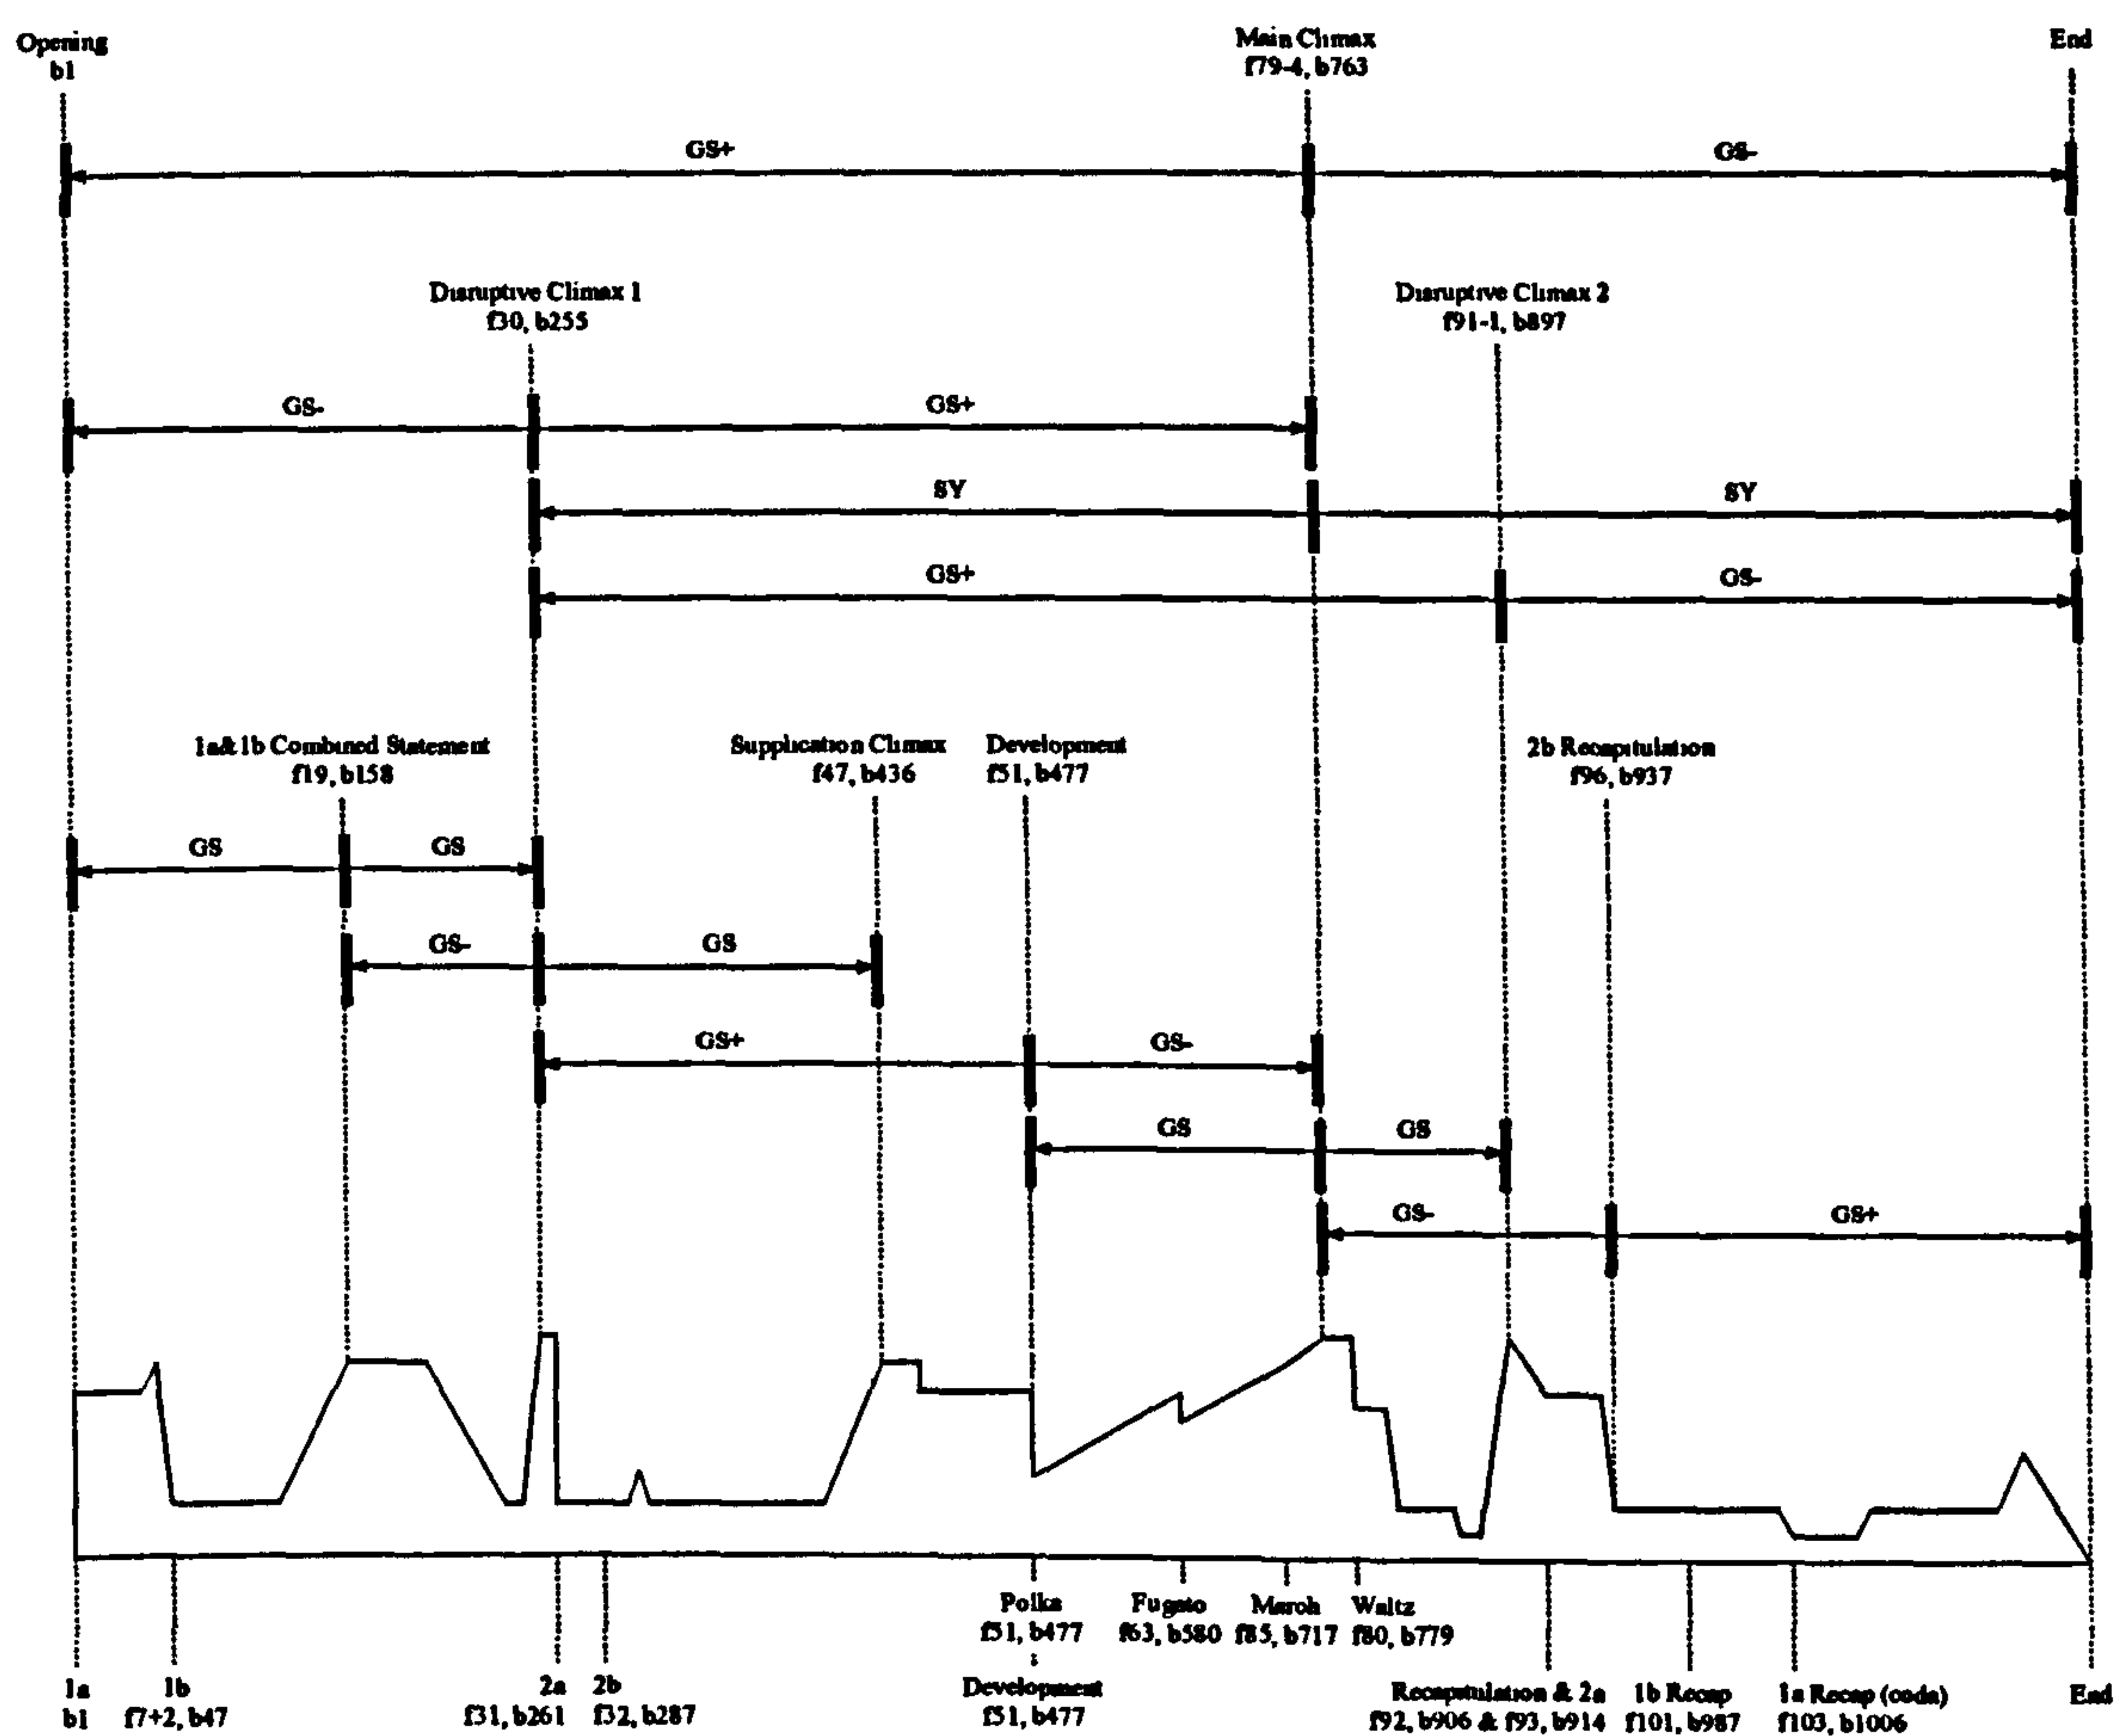 Opening
b1
Main Climax
f79-4, b763
End
GS+
GS-
Disruptive Climax 1
f30, b255
Disruptive Climax 2
f91-1, b897
GS-
GS+
SY
SY
GS+
GS-
1a&1b Combined Statement
f19, b158
Supplication Climax
f47, b436
Development
f51, b477
2b Recapitulation
f96, b937
GS
GS
GS-
GS
GS+
GS-
GS
GS
GS-
GS+
Polka
f51, b477
Fugato
f63, b580
March
f85, b717
Waltz
f80, b779
1a
b1
1b
f7+2, b47
2a
f31, b261
2b
f32, b287
Development
f51, b477
Recapitulation & 2a
f92, b906 & f93, b914
1b Recap
f101, b987
1a Recap (coda)
f103, b1006
End